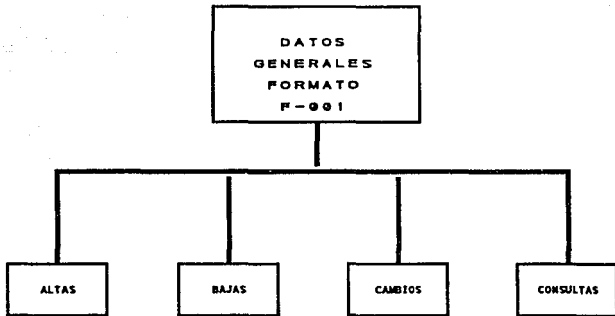 DATOS
GENERALES
FORMATO
F-001
ALTAS
BAJAS
CAMBIOS
CONSULTAS